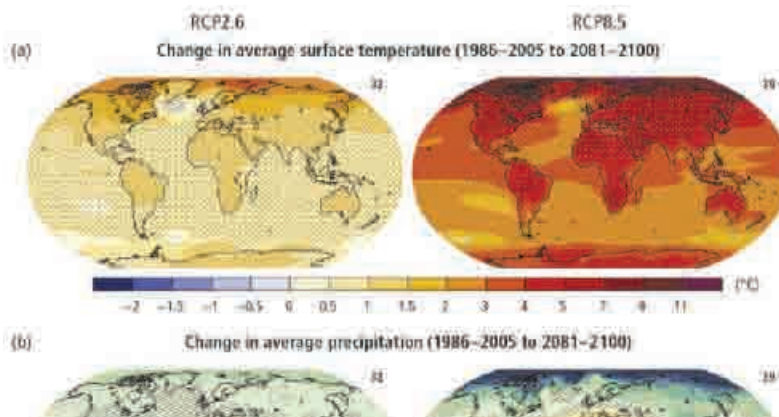 RCP2.6 RCP8.5
(a) Change in average surface temperature (1986–2005 to 2081–2100)
32 39
−2 −1.5 −1 −0.5 0 0.5 1 1.5 2 3 4 5 7 9 11 (°C)
(b) Change in average precipitation (1986–2005 to 2081–2100)
32 39